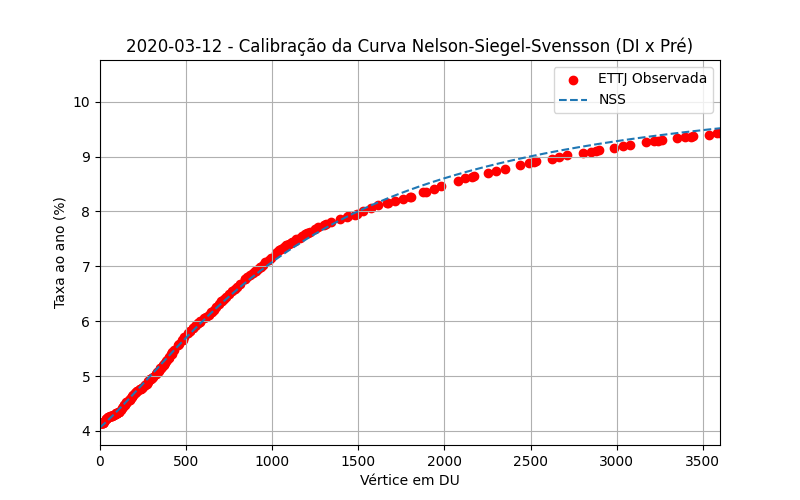 2020-03-12 - Calibração da Curva Nelson-Siegel-Svensson (DI x Pré)
ETTJ Observada
NSS
Taxa ao ano (%)
10
9
8
7
6
5
4
0 500 1000 1500 2000 2500 3000 3500
Vértice em DU